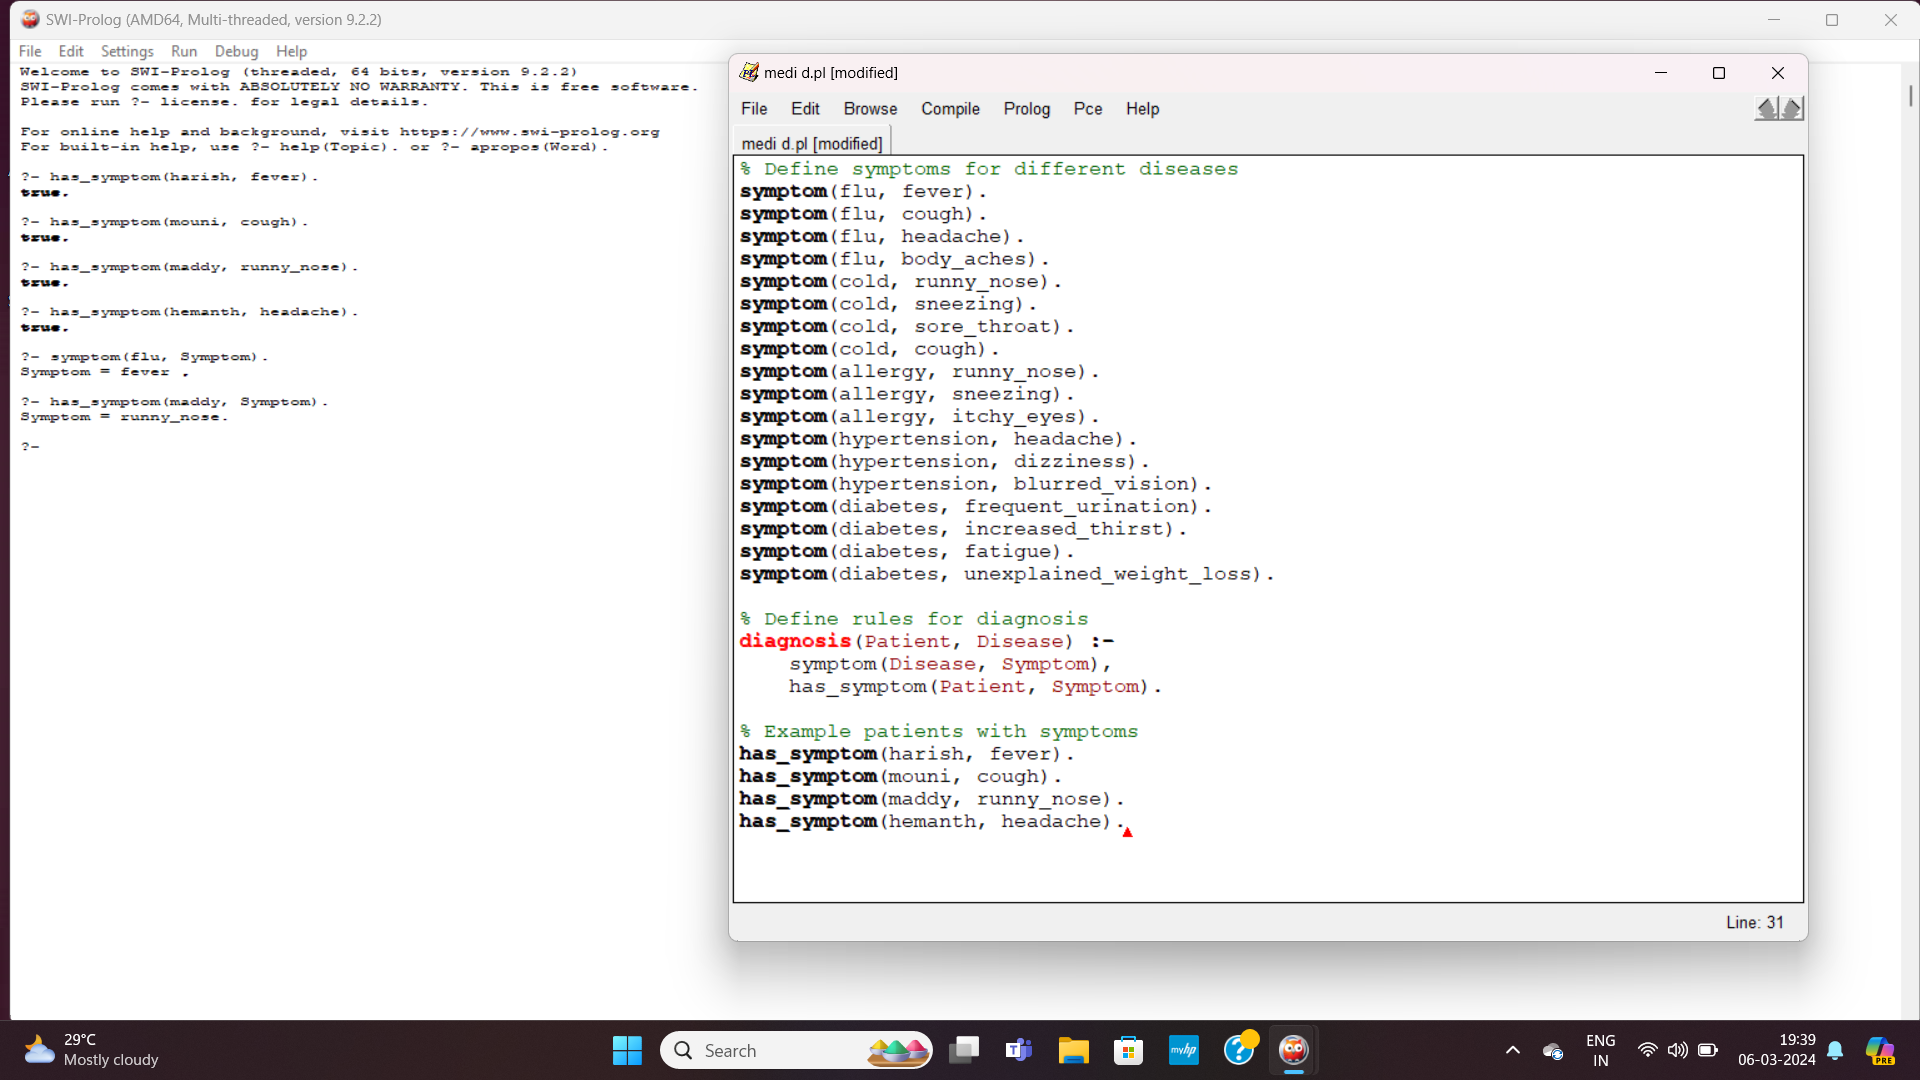 SWI-Prolog (AMD64, Multi-threaded, version 9.2.2)
File Edit Settings Run Debug Help
Welcome to SWI-Prolog (threaded, 64 bits, version 9.2.2)
SWI-Prolog comes with ABSOLUTELY NO WARRANTY. This is free software.
Please run ?- license. for legal details.
For online help and background, visit https://www.swi-prolog.org
For built-in help, use ?- help(Topic). or ?- apropos(Word).
?- has_symptom(harish, fever).
true.
?- has_symptom(mouni, cough).
true.
?- has_symptom(maddy, runny_nose).
true.
?- has_symptom(hemanth, headache).
true.
?- symptom(flu, Symptom).
Symptom = fever .
?- has_symptom(maddy, Symptom).
Symptom = runny_nose.
?-
medi d.pl [modified]
File Edit Browse Compile Prolog Pce Help
medi d.pl [modified]
% Define symptoms for different diseases
symptom(flu, fever).
symptom(flu, cough).
symptom(flu, headache).
symptom(flu, body_aches).
symptom(cold, runny_nose).
symptom(cold, sneezing).
symptom(cold, sore_throat).
symptom(cold, cough).
symptom(allergy, runny_nose).
symptom(allergy, sneezing).
symptom(allergy, itchy_eyes).
symptom(hypertension, headache).
symptom(hypertension, dizziness).
symptom(hypertension, blurred_vision).
symptom(diabetes, frequent_urination).
symptom(diabetes, increased_thirst).
symptom(diabetes, fatigue).
symptom(diabetes, unexplained_weight_loss).
% Define rules for diagnosis
diagnosis(Patient, Disease) :-
symptom(Disease, Symptom),
has_symptom(Patient, Symptom).
% Example patients with symptoms
has_symptom(harish, fever).
has_symptom(mouni, cough).
has_symptom(maddy, runny_nose).
has_symptom(hemanth, headache).
Line: 31
29°C
Mostly cloudy
Search
myhp
ENG
IN
19:39
06-03-2024
PRE